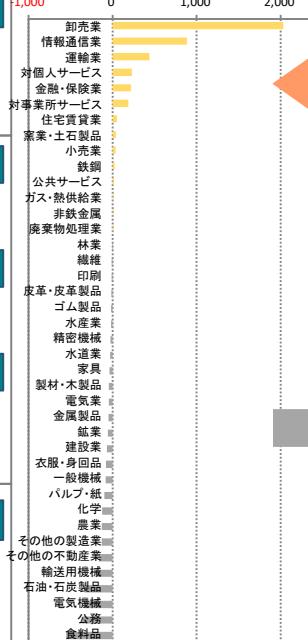 -1,000 0 1,000 2,000
卸売業
情報通信業
運輸業
対個人サービス
金融・保険業
対事業所サービス
住宅賃貸業
窯業・土石製品
小売業
鉄鋼
公共サービス
ガス・熱供給業
非鉄金属
廃棄物処理業
林業
繊維
印刷
皮革・皮革製品
ゴム製品
水産業
精密機械
水道業
家具
製材・木製品
電気業
金属製品
鉱業
建設業
衣服・身回品
一般機械
パルプ・紙
化学
農業
その他の製造業
その他の不動産業
輸送用機械
石油・石炭製品
電気機械
公務
食料品